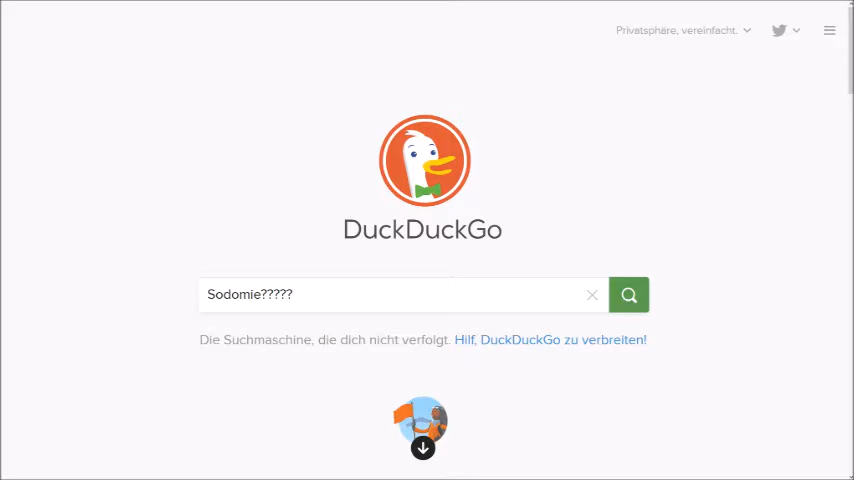 Privatsphäre, vereinfacht.
DuckDuckGo
Sodomie?????
Die Suchmaschine, die dich nicht verfolgt. Hilf, DuckDuckGo zu verbreiten!